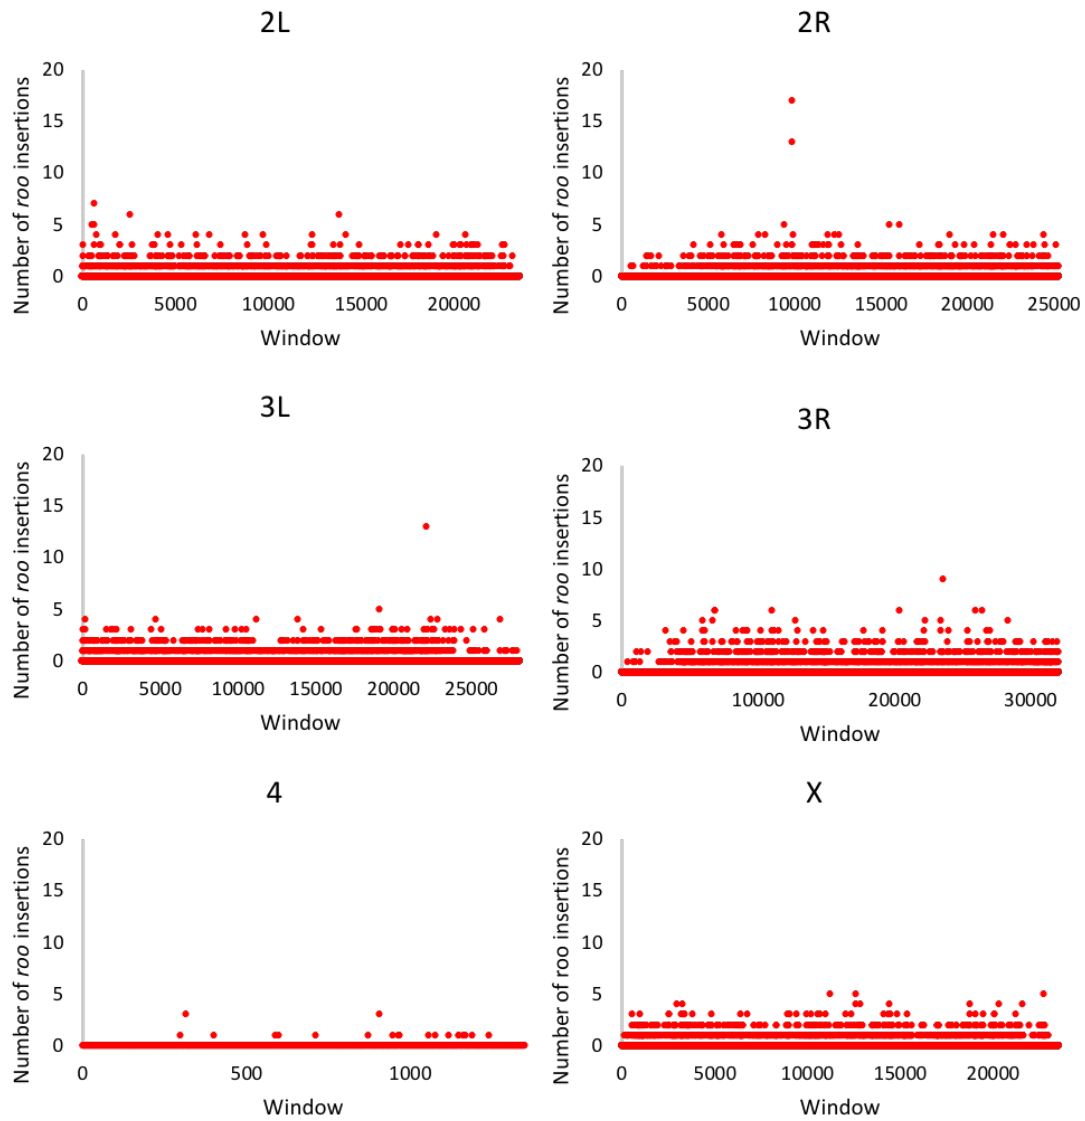 2L
Number of roo insertions
20
15
10
5
0
0 5000 10000 15000 20000
Window
2R
Number of roo insertions
20
15
10
5
0
0 5000 10000 15000 20000 25000
Window
3L
Number of roo insertions
20
15
10
5
0
0 5000 10000 15000 20000 25000
Window
3R
Number of roo insertions
20
15
10
5
0
0 10000 20000 30000
Window
4
Number of roo insertions
20
15
10
5
0
0 500 1000
Window
X
Number of roo insertions
20
15
10
5
0
0 5000 10000 15000 20000
Window